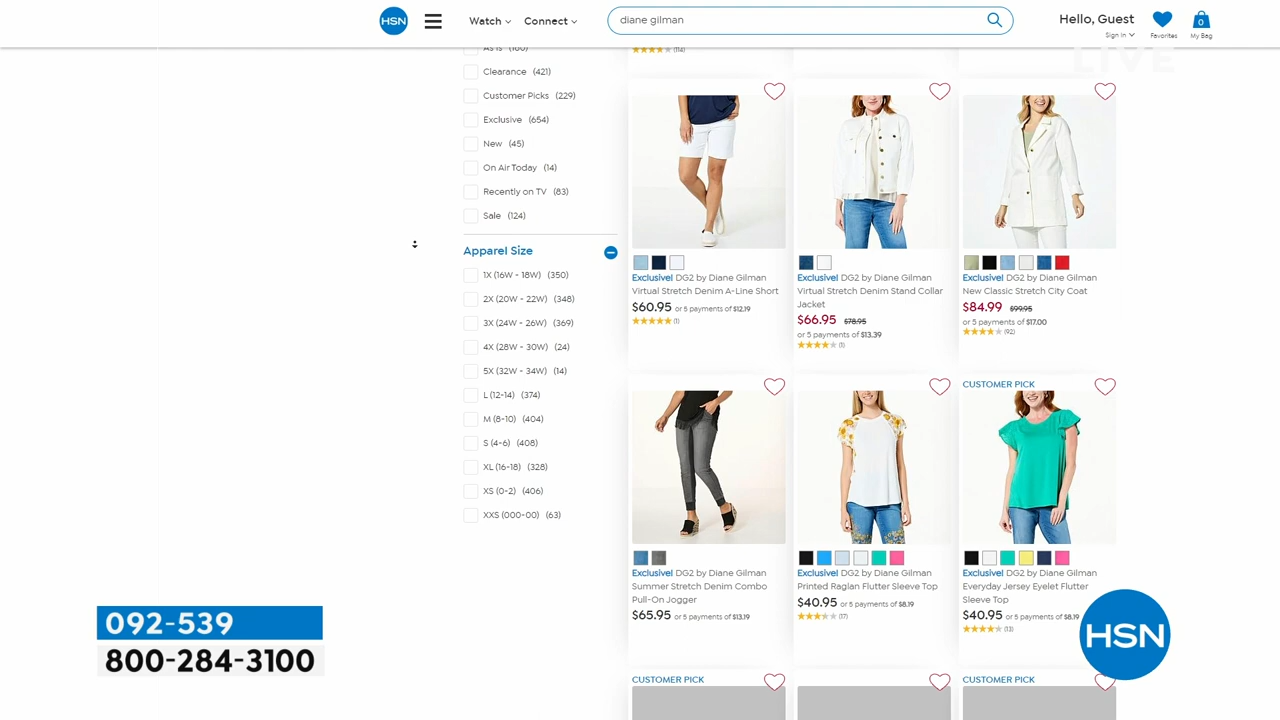 HSN
Watch
Connect
diane gilman
Hello, Guest
Sign In
Favorites
0
My Bag
LIVE
As Is (160)
Clearance (421)
Customer Picks (229)
Exclusive (654)
New (45)
On Air Today (14)
Recently on TV (83)
Sale (124)
Apparel Size
1X (16W - 18W) (350)
2X (20W - 22W) (348)
3X (24W - 26W) (369)
4X (28W - 30W) (24)
5X (32W - 34W) (14)
L (12-14) (374)
M (8-10) (404)
S (4-6) (408)
XL (16-18) (328)
XS (0-2) (406)
XXS (000-00) (63)
(114)
Exclusive! DG2 by Diane Gilman
Virtual Stretch Denim A-Line Short
$60.95 or 5 payments of $12.19
(1)
Exclusive! DG2 by Diane Gilman
Virtual Stretch Denim Stand Collar
Jacket
$66.95 $78.95
or 5 payments of $13.39
(1)
Exclusive! DG2 by Diane Gilman
New Classic Stretch City Coat
$84.99 $99.95
or 5 payments of $17.00
(92)
Exclusive! DG2 by Diane Gilman
Summer Stretch Denim Combo
Pull-On Jogger
$65.95 or 5 payments of $13.19
Exclusive! DG2 by Diane Gilman
Printed Raglan Flutter Sleeve Top
$40.95 or 5 payments of $8.19
(17)
CUSTOMER PICK
Exclusive! DG2 by Diane Gilman
Everyday Jersey Eyelet Flutter
Sleeve Top
$40.95 or 5 payments of $8.19
(13)
CUSTOMER PICK
CUSTOMER PICK
092-539
800-284-3100
HSN